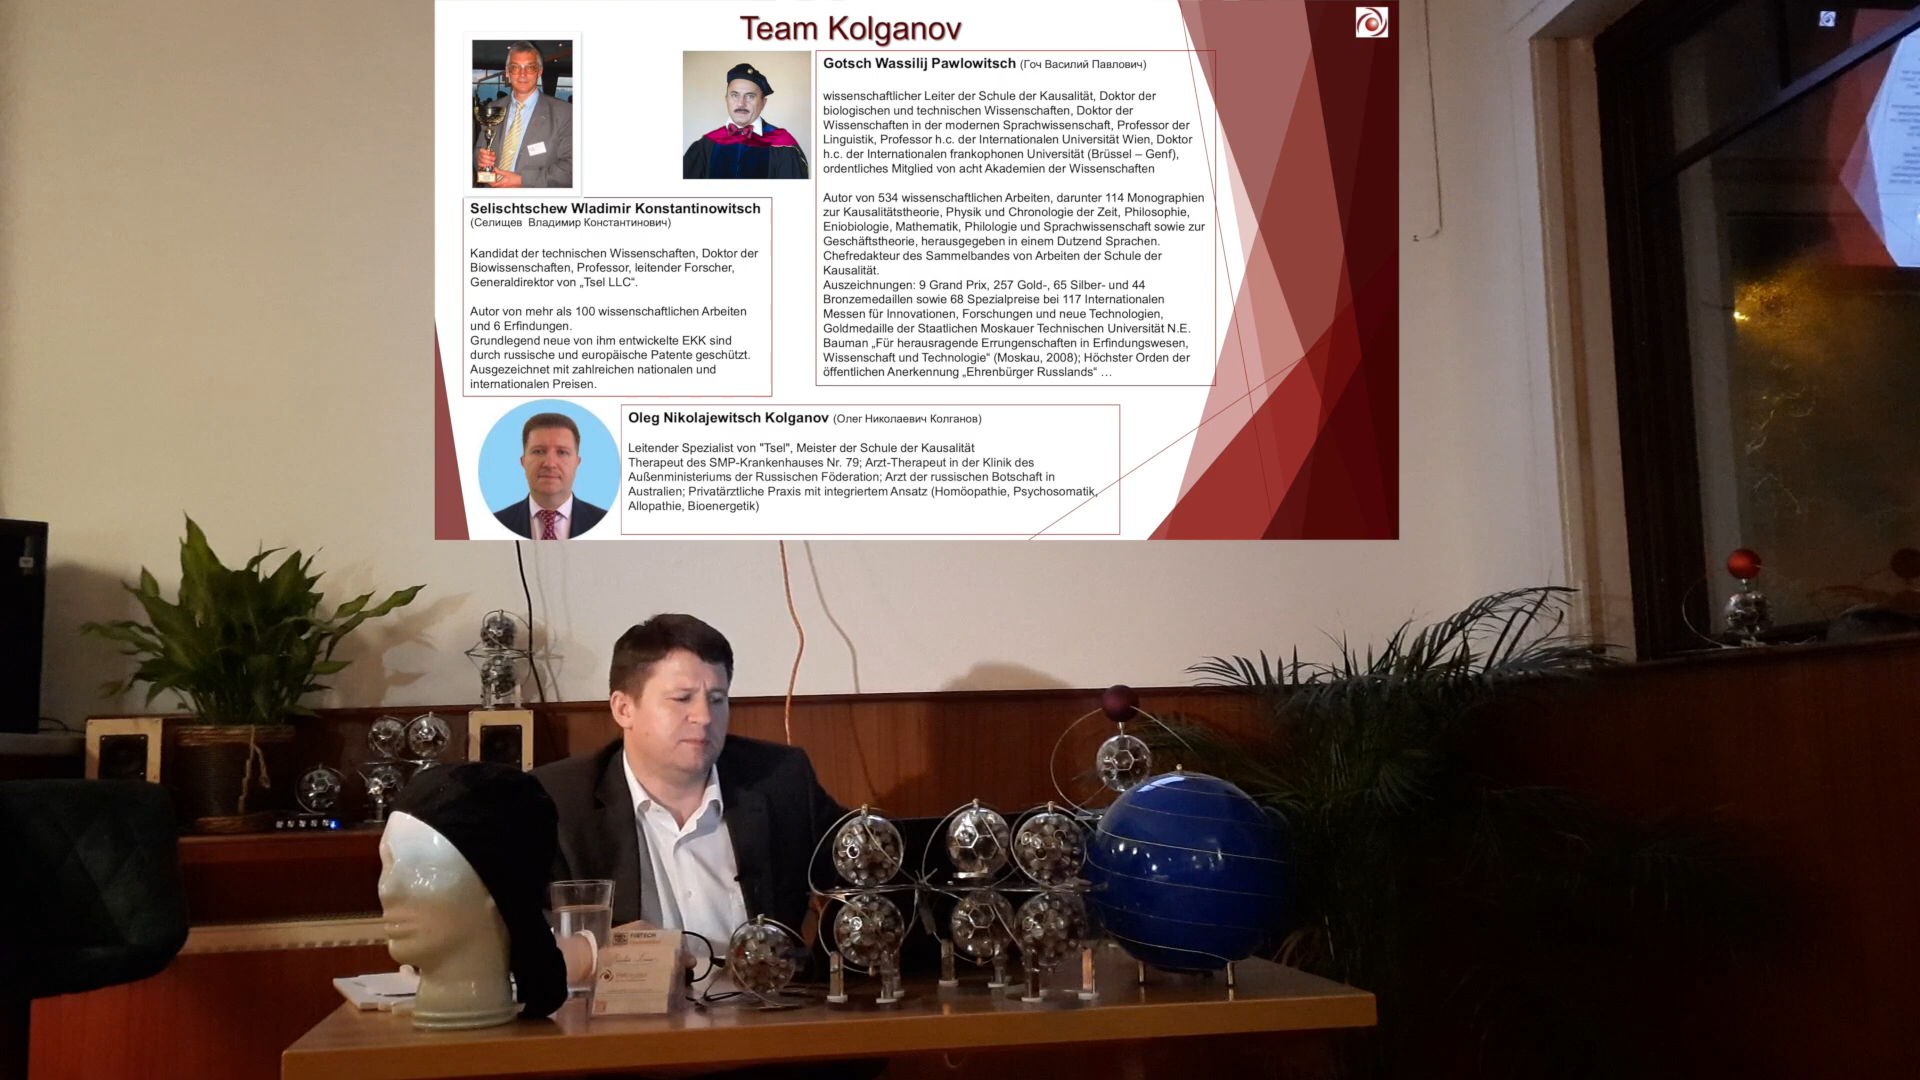 Team Kolganov
Selischtschew Wladimir Konstantinowitsch
(Селищев Владимир Константинович)
Kandidat der technischen Wissenschaften, Doktor der
Biowissenschaften, Professor, leitender Forscher,
Generaldirektor von „Tsel LLC“.
Autor von mehr als 100 wissenschaftlichen Arbeiten
und 6 Erfindungen.
Grundlegend neue von ihm entwickelte EKK sind
durch russische und europäische Patente geschützt.
Ausgezeichnet mit zahlreichen nationalen und
internationalen Preisen.
Gotsch Wassilij Pawlowitsch (Гоч Василий Павлович)
wissenschaftlicher Leiter der Schule der Kausalität, Doktor der
biologischen und technischen Wissenschaften, Doktor der
Wissenschaften in der modernen Sprachwissenschaft, Professor der
Linguistik, Professor h.c. der Internationalen Universität Wien, Doktor
h.c. der Internationalen frankophonen Universität (Brüssel – Genf),
ordentliches Mitglied von acht Akademien der Wissenschaften
Autor von 534 wissenschaftlichen Arbeiten, darunter 114 Monographien
zur Kausalitätstheorie, Physik und Chronologie der Zeit, Philosophie,
Eniobiologie, Mathematik, Philologie und Sprachwissenschaft sowie zur
Geschäftstheorie, herausgegeben in einem Dutzend Sprachen.
Chefredakteur des Sammelbandes von Arbeiten der Schule der
Kausalität.
Auszeichnungen: 9 Grand Prix, 257 Gold-, 65 Silber- und 44
Bronzemedaillen sowie 68 Spezialpreise bei 117 Internationalen
Messen für Innovationen, Forschungen und neue Technologien,
Goldmedaille der Staatlichen Moskauer Technischen Universität N.E.
Bauman „Für herausragende Errungenschaften in Erfindungswesen,
Wissenschaft und Technologie“ (Moskau, 2008); Höchster Orden der
öffentlichen Anerkennung „Ehrenbürger Russlands“ …
Oleg Nikolajewitsch Kolganov (Олег Николаевич Колганов)
Leitender Spezialist von "Tsel", Meister der Schule der Kausalität
Therapeut des SMP-Krankenhauses Nr. 79; Arzt-Therapeut in der Klinik des
Außenministeriums der Russischen Föderation; Arzt der russischen Botschaft in
Australien; Privatärztliche Praxis mit integriertem Ansatz (Homöopathie, Psychosomatik,
Allopathie, Bioenergetik)